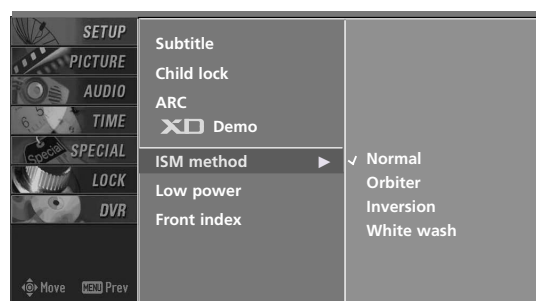 SETUP
PICTURE
AUDIO
TIME
SPECIAL
LOCK
DVR
Move MENU Prev
Subtitle
Child lock
ARC
XD Demo
ISM method ▶
Low power
Front index
✓ Normal
Orbiter
Inversion
White wash